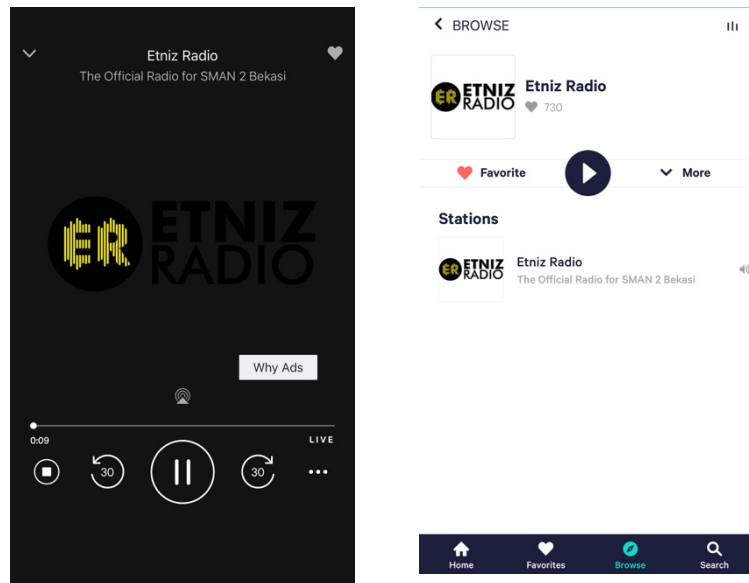 Etniz Radio
The Official Radio for SMAN 2 Bekasi
ER ETNIZ
RADIO
Why Ads
0:09
LIVE
30
30
BROWSE
ER ETNIZ
RADIO
Etniz Radio
730
Favorite
More
Stations
ER ETNIZ
RADIO
Etniz Radio
The Official Radio for SMAN 2 Bekasi
Home
Favorites
Browse
Search